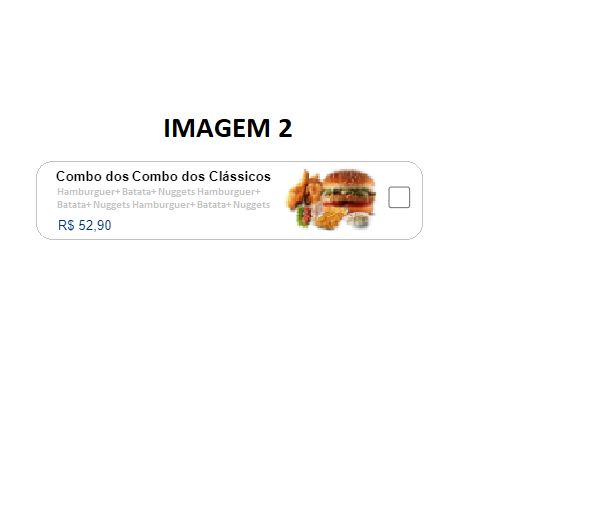 IMAGEM 2
Combo dos Combo dos Clássicos
Hamburguer+ Batata+ Nuggets Hamburguer+
Batata+ Nuggets Hamburguer+ Batata+ Nuggets
R$ 52,90